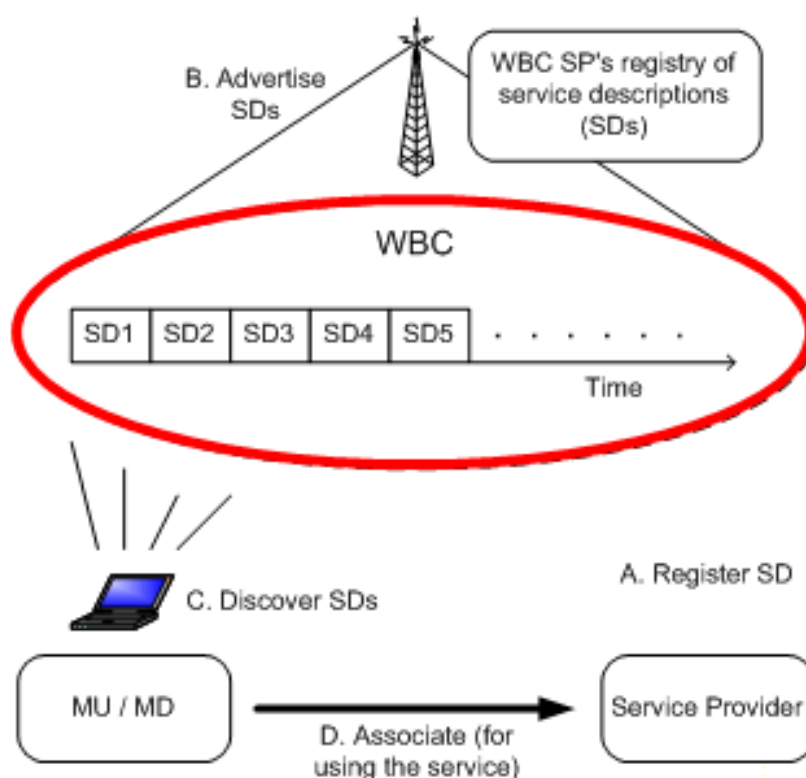 B. Advertise
SDs
WBC SP's registry of
service descriptions
(SDs)
WBC
SD1 SD2 SD3 SD4 SD5 . . . . . .
Time
C. Discover SDs
A. Register SD
MU / MD
Service Provider
D. Associate (for
using the service)